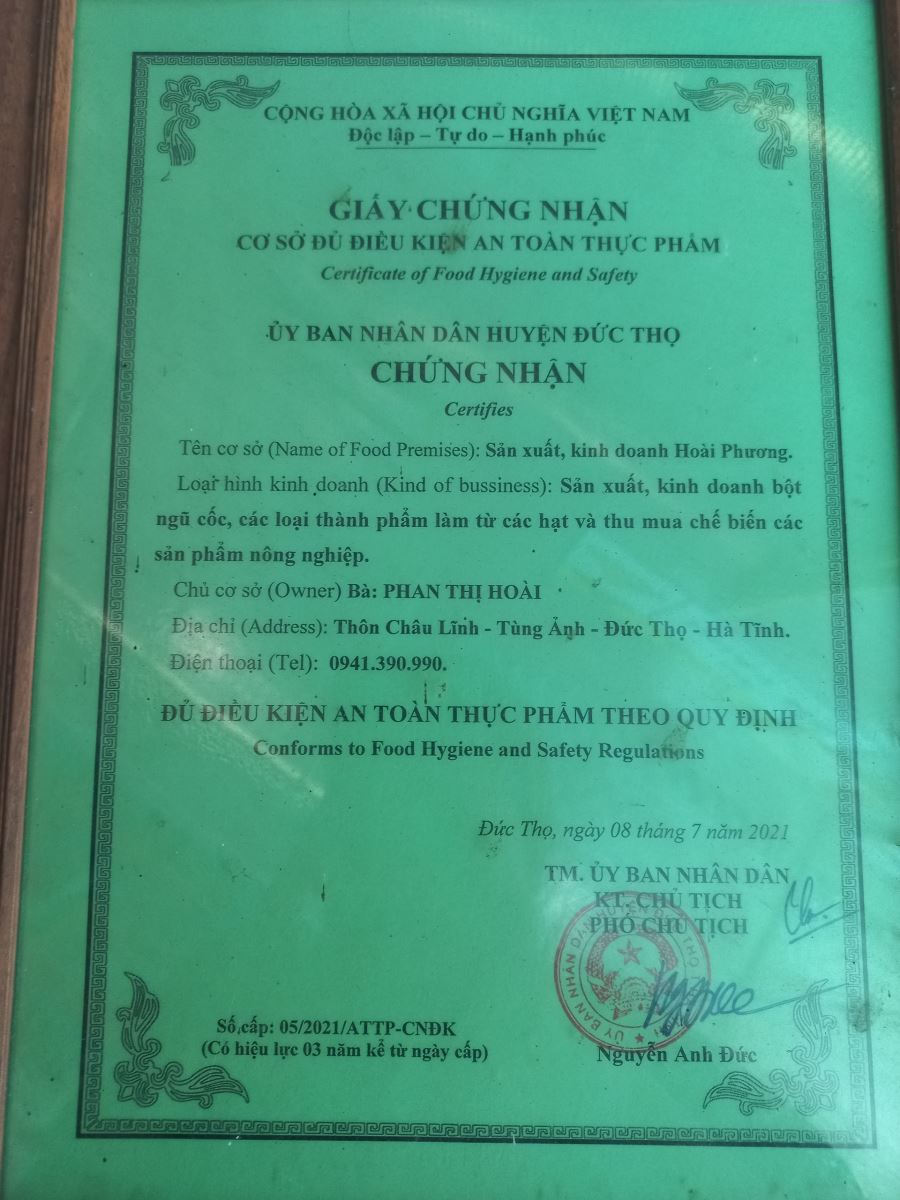 CỘNG HÒA XÃ HỘI CHỦ NGHĨA VIỆT NAM
Độc lập – Tự do – Hạnh phúc
GIẤY CHỨNG NHẬN
CƠ SỞ ĐỦ ĐIỀU KIỆN AN TOÀN THỰC PHẨM
Certificate of Food Hygiene and Safety
ỦY BAN NHÂN DÂN HUYỆN ĐỨC THỌ
CHỨNG NHẬN
Certifies
Tên cơ sở (Name of Food Premises): Sản xuất, kinh doanh Hoài Phương.
Loại hình kinh doanh (Kind of bussiness): Sản xuất, kinh doanh bột
ngũ cốc, các loại thành phẩm làm từ các hạt và thu mua chế biến các
sản phẩm nông nghiệp.
Chủ cơ sở (Owner) Bà: PHAN THỊ HOÀI
Địa chỉ (Address): Thôn Châu Lĩnh - Tùng Ảnh - Đức Thọ - Hà Tĩnh.
Điện thoại (Tel): 0941.390.990.
ĐỦ ĐIỀU KIỆN AN TOÀN THỰC PHẨM THEO QUY ĐỊNH
Conforms to Food Hygiene and Safety Regulations
Đức Thọ, ngày 08 tháng 7 năm 2021
TM. ỦY BAN NHÂN DÂN
KT. CHỦ TỊCH
PHÓ CHỦ TỊCH
ỦY BAN NHÂN DÂN HUYỆN ĐỨC THỌ
Số cấp: 05/2021/ATTP-CNĐK
(Có hiệu lực 03 năm kể từ ngày cấp)
Nguyễn Anh Đức